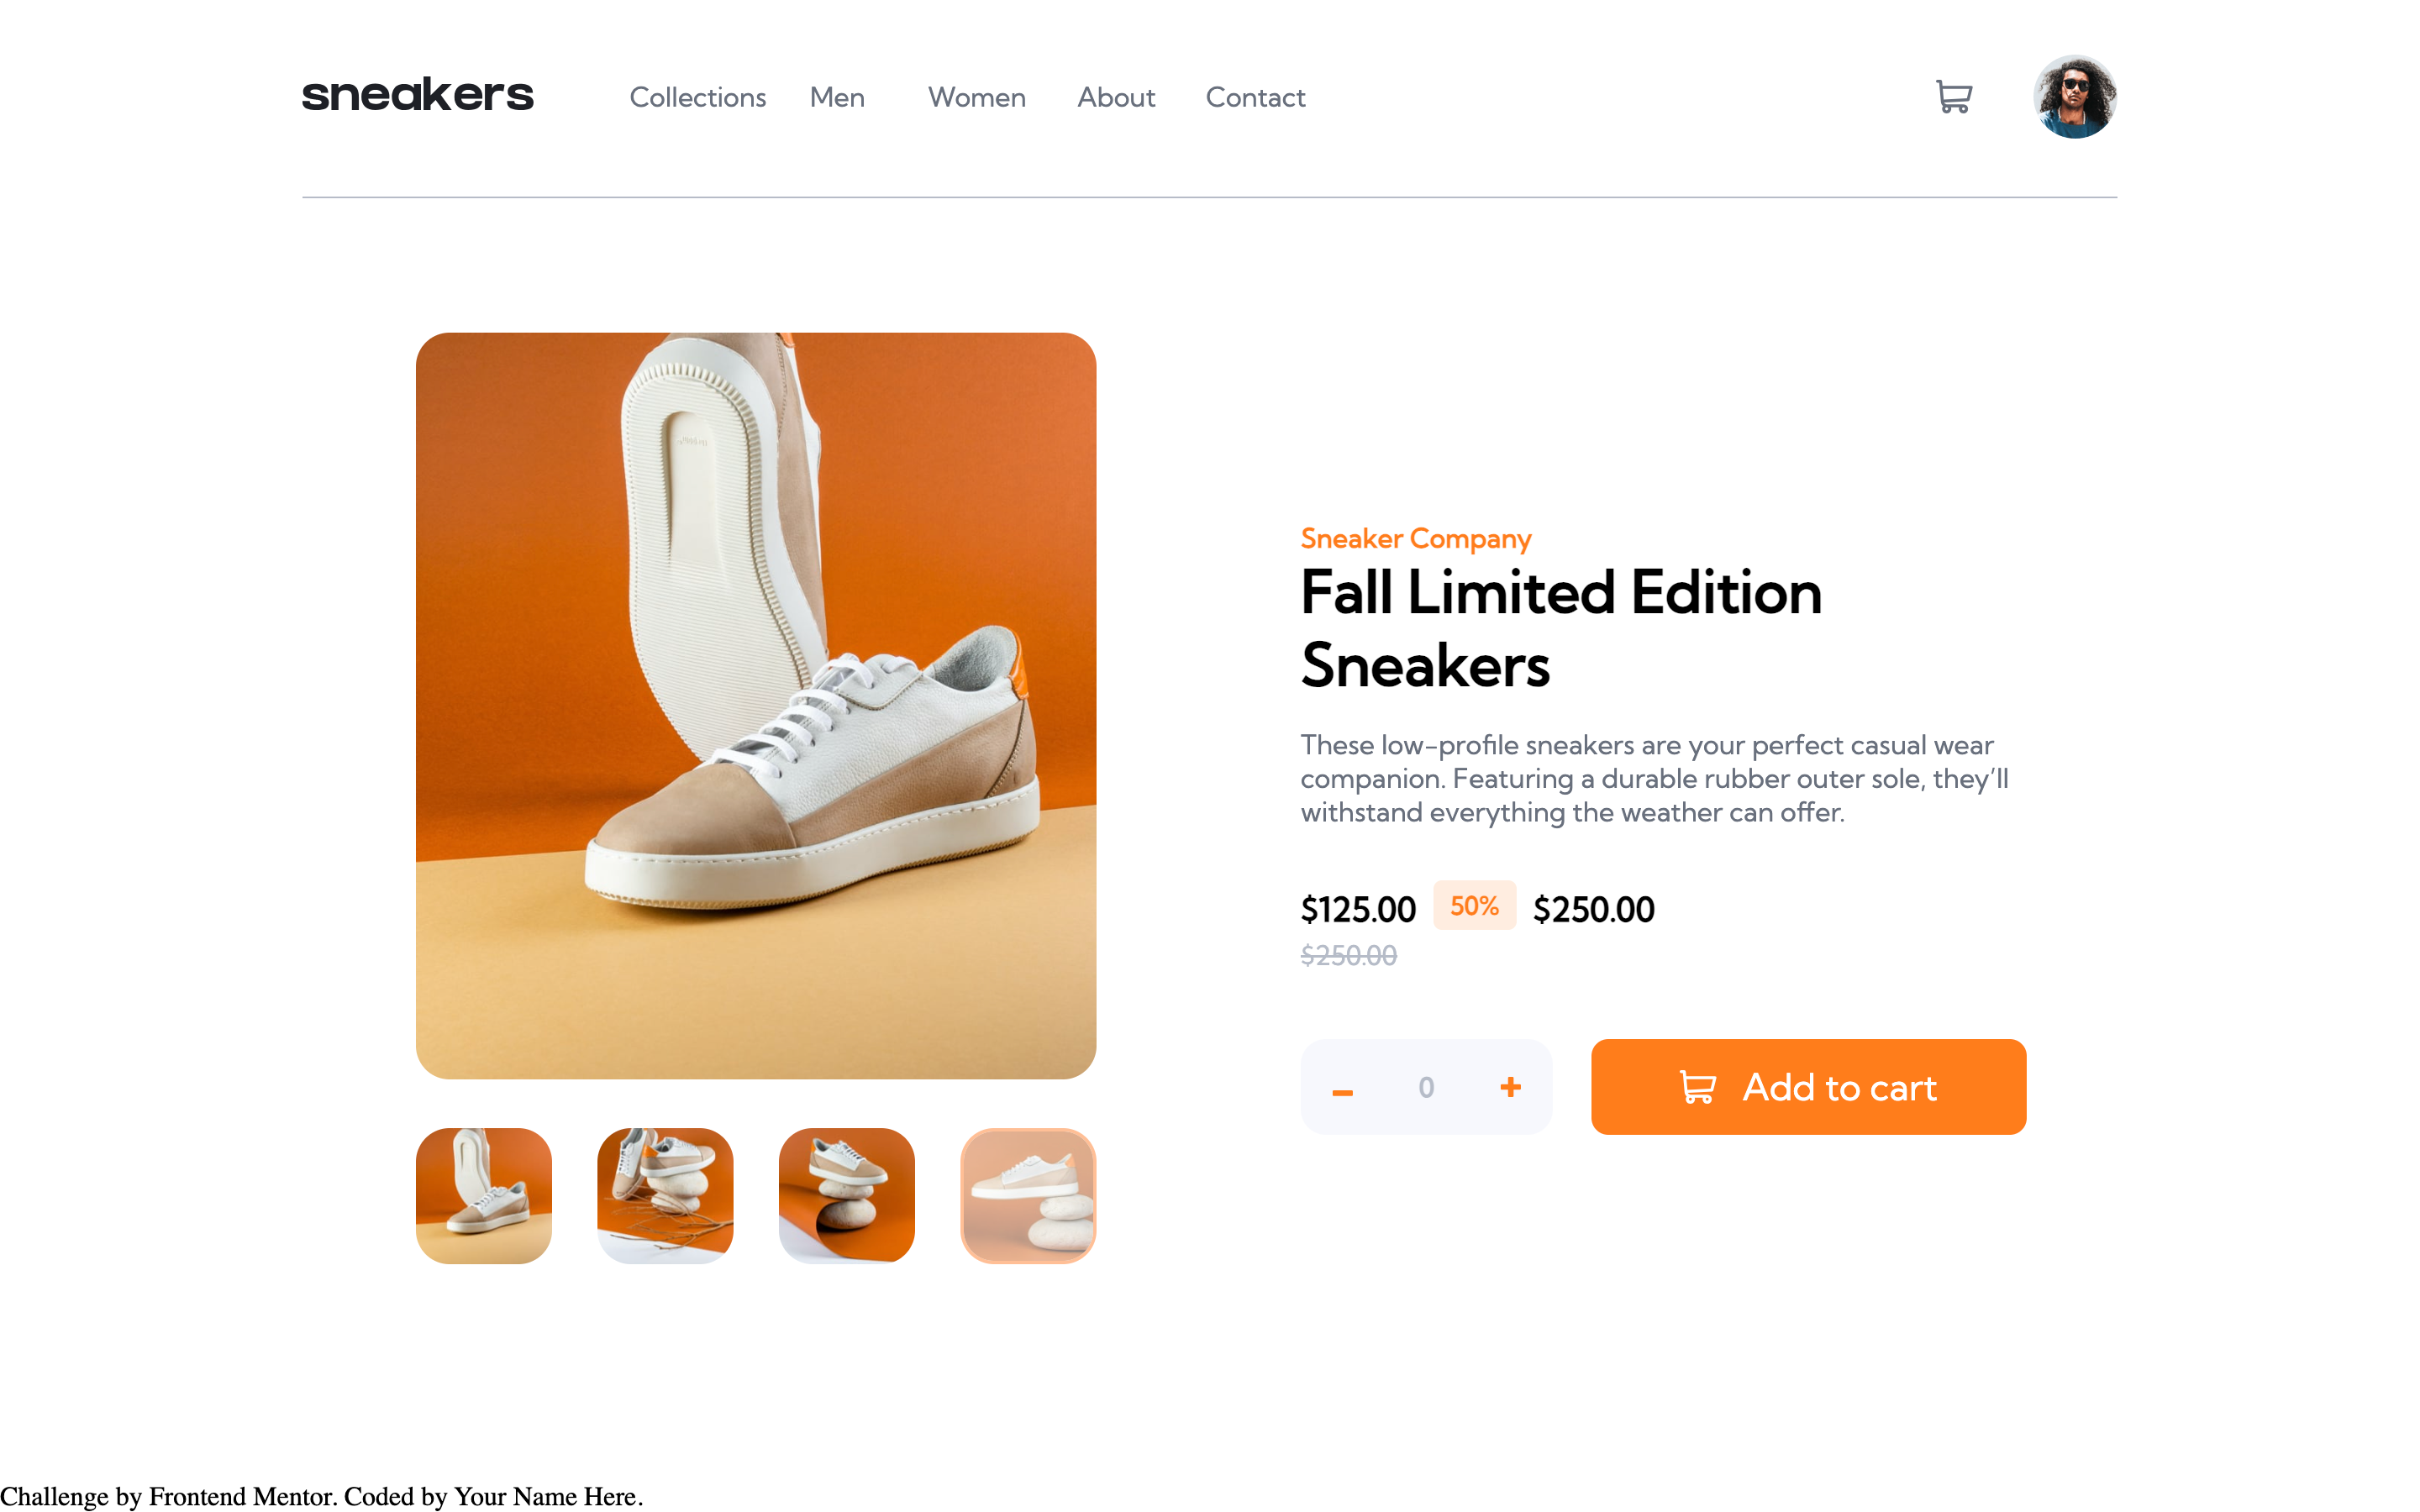 sneakers
Collections Men Women About Contact
Sneaker Company
Fall Limited Edition
Sneakers
These low-profile sneakers are your perfect casual wear
companion. Featuring a durable rubber outer sole, they’ll
withstand everything the weather can offer.
$125.00 50% $250.00
$250.00
– 0 + Add to cart
Challenge by Frontend Mentor. Coded by Your Name Here.